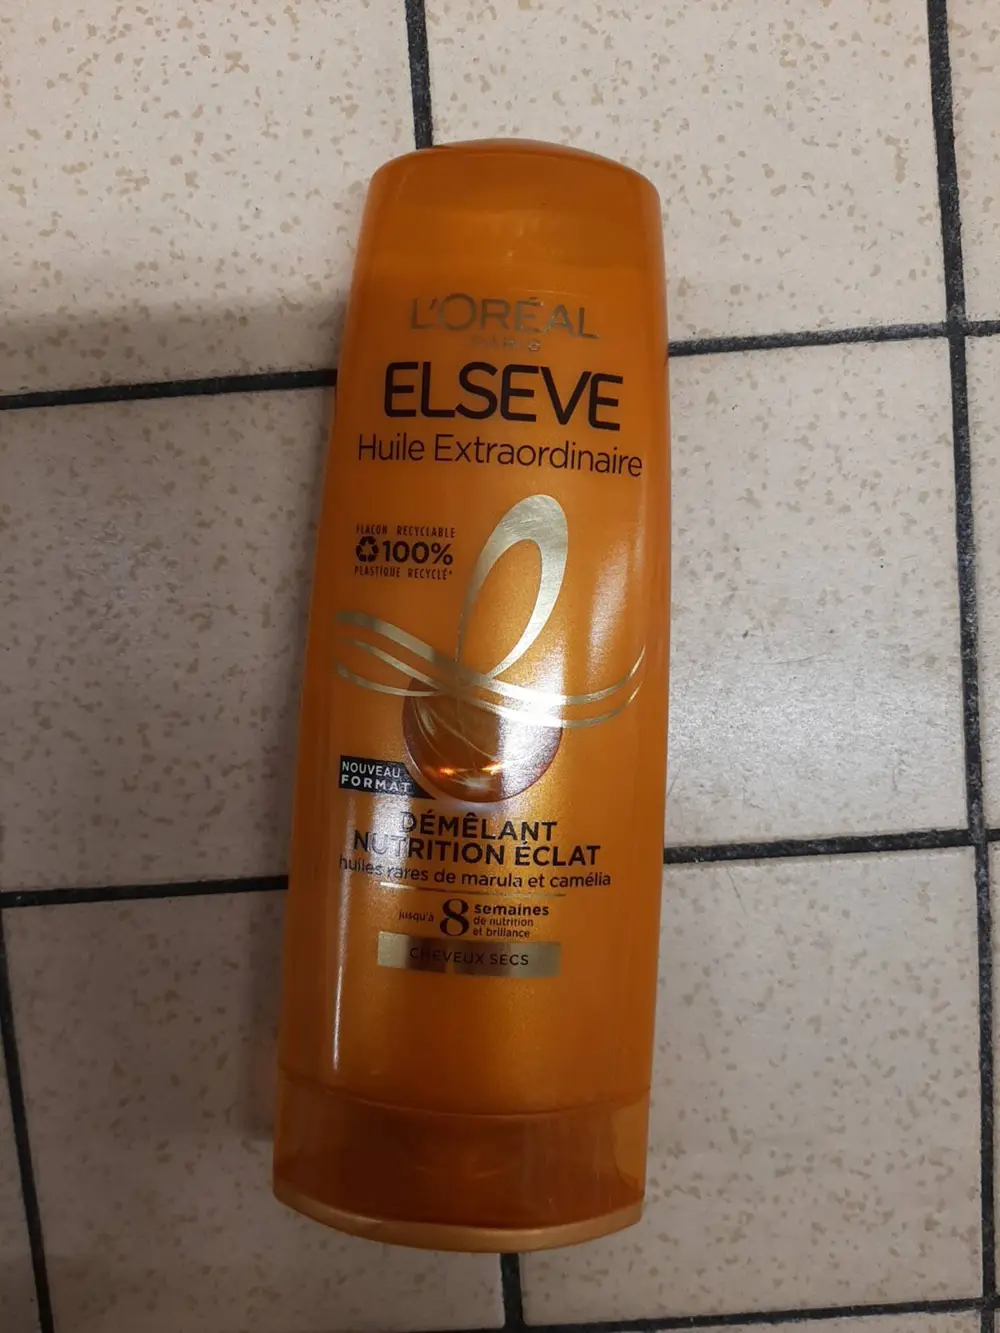 L'ORÉAL
PARIS
ELSEVE
Huile Extraordinaire
FLACON RECYCLABLE
100%
PLASTIQUE RECYCLÉ*
NOUVEAU
FORMAT
DÉMÊLANT
NUTRITION ÉCLAT
huiles rares de marula et camélia
jusqu'à 8 semaines
de nutrition
et brillance
CHEVEUX SECS